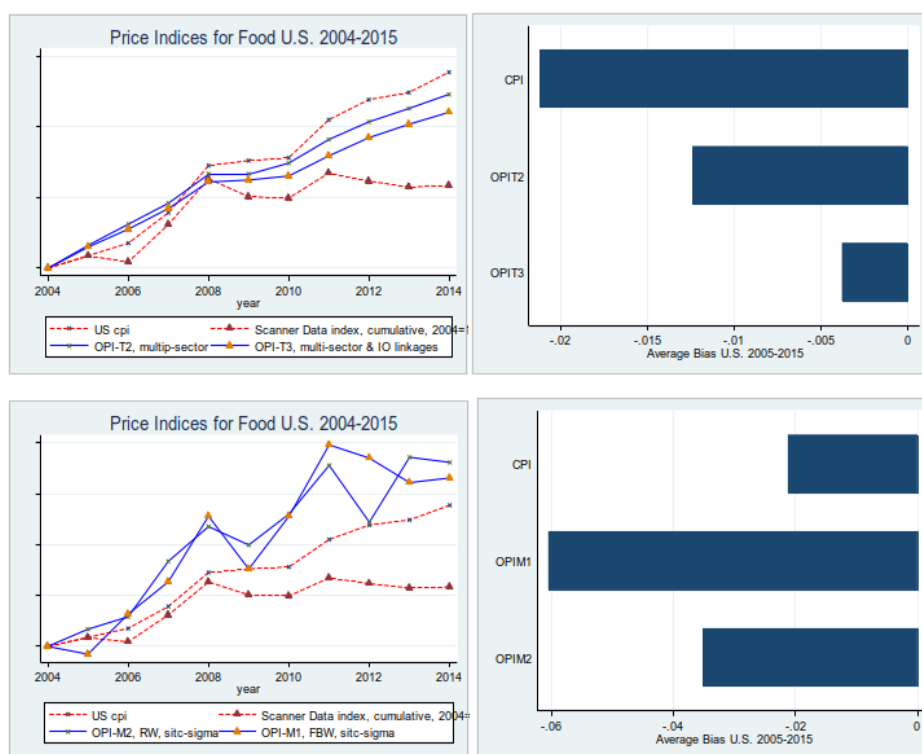 Price Indices for Food U.S. 2004-2015
2004 2006 2008 2010 2012 2014
year
US cpi
Scanner Data index, cumulative, 2004=
OPI-T2, multip-sector
OPI-T3, multi-sector & IO linkages
CPI
OPIT2
OPIT3
-.02 -.015 -.01 -.005 0
Average Bias U.S. 2005-2015
Price Indices for Food U.S. 2004-2015
2004 2006 2008 2010 2012 2014
year
US cpi
Scanner Data index, cumulative, 2004=
OPI-M2, RW, sitc-sigma
OPI-M1, FBW, sitc-sigma
CPI
OPIM1
OPIM2
-.06 -.04 -.02 0
Average Bias U.S. 2005-2015